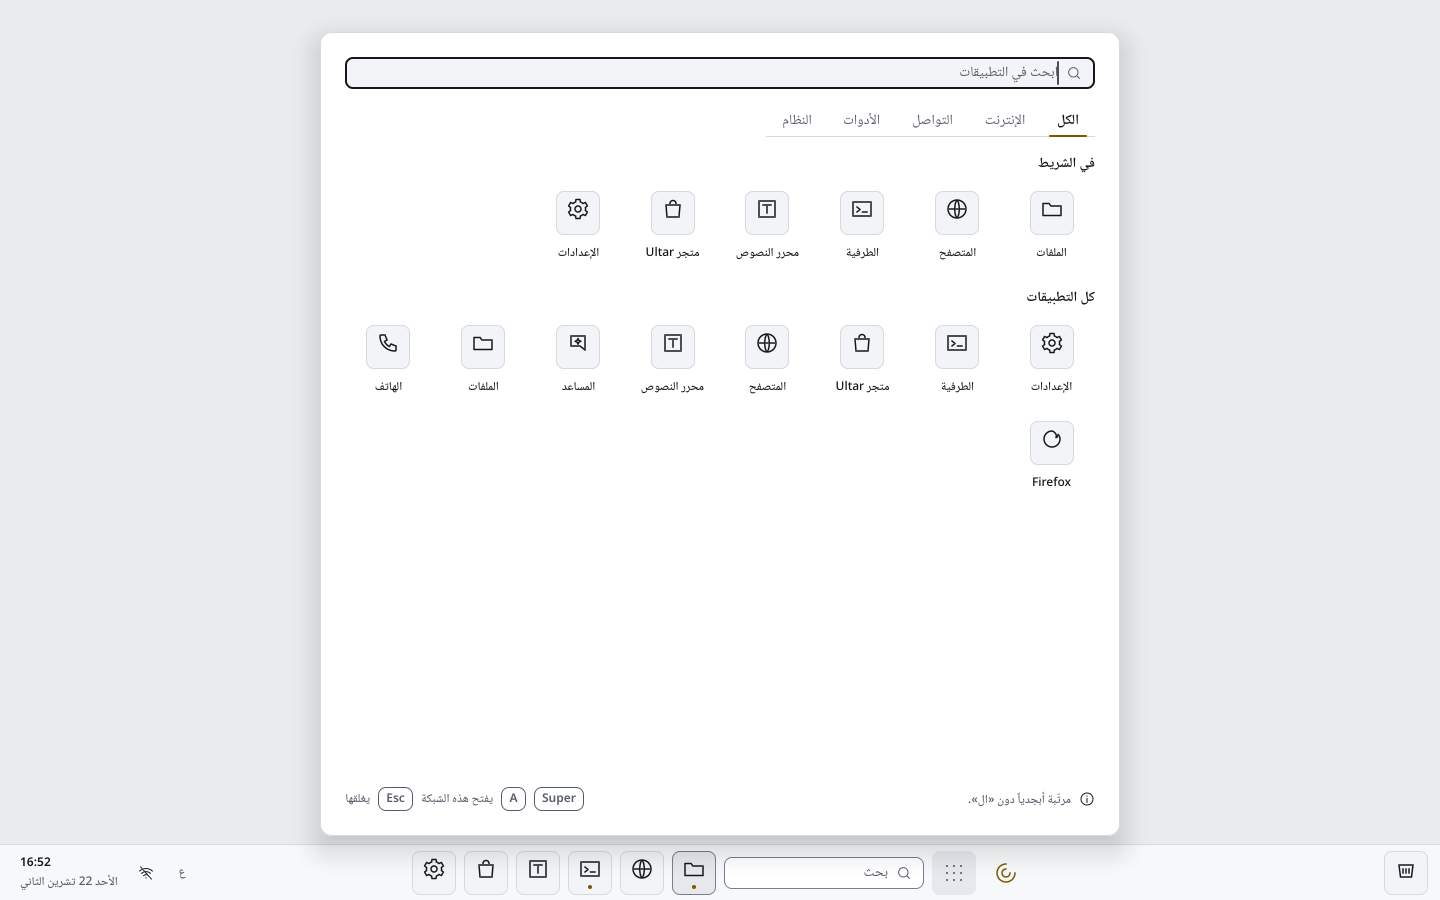 ابحث في التطبيقات
الكل
الإنترنت
التواصل
الأدوات
النظام
في الشريط
الملفات
المتصفح
الطرفية
محرر النصوص
متجر Ultar
الإعدادات
كل التطبيقات
الإعدادات
الطرفية
متجر Ultar
المتصفح
محرر النصوص
المساعد
الملفات
الهاتف
Firefox
مرتّبة أبجدياً دون «ال».
Super A يفتح هذه الشبكة Esc يغلقها
بحث
ع
16:52
الأحد 22 تشرين الثاني